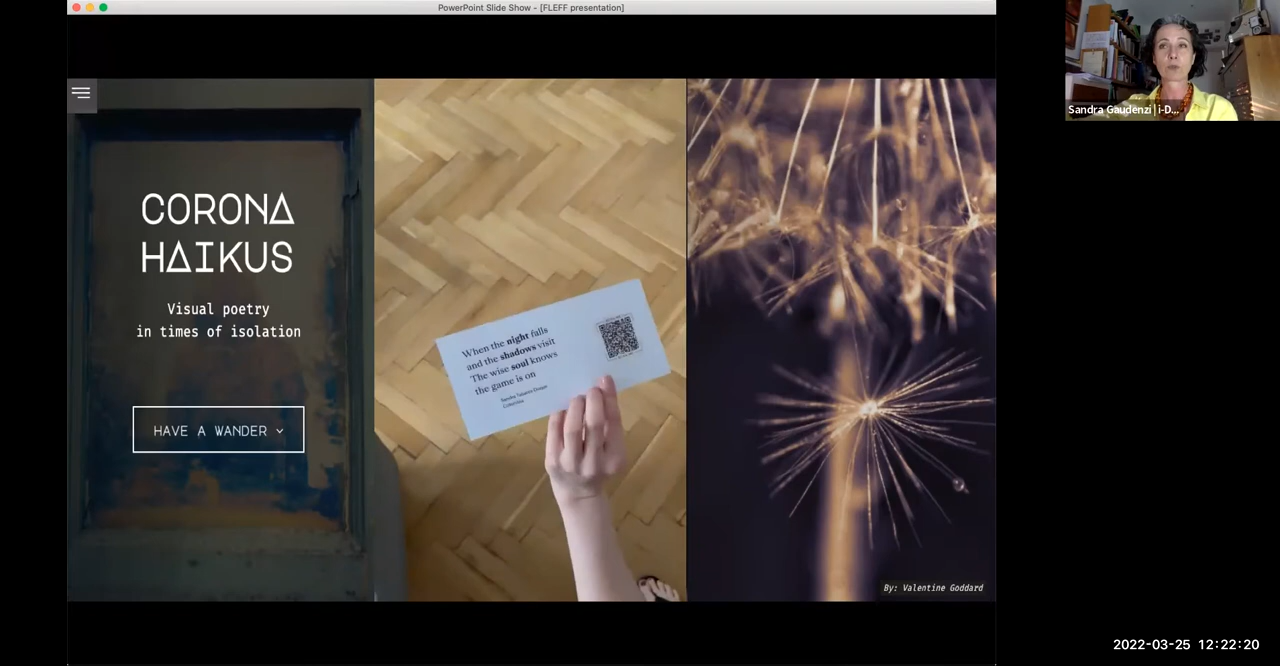 PowerPoint Slide Show - [FLEFF presentation]
CORONA
HAIKUS
Visual poetry
in times of isolation
HAVE A WANDER
When the night falls
and the shadows visit
The wise soul knows
the game is on
Colombia
By: Valentine Goddard
Sandra Gaudenzi | i-D...
2022-03-25 12:22:20